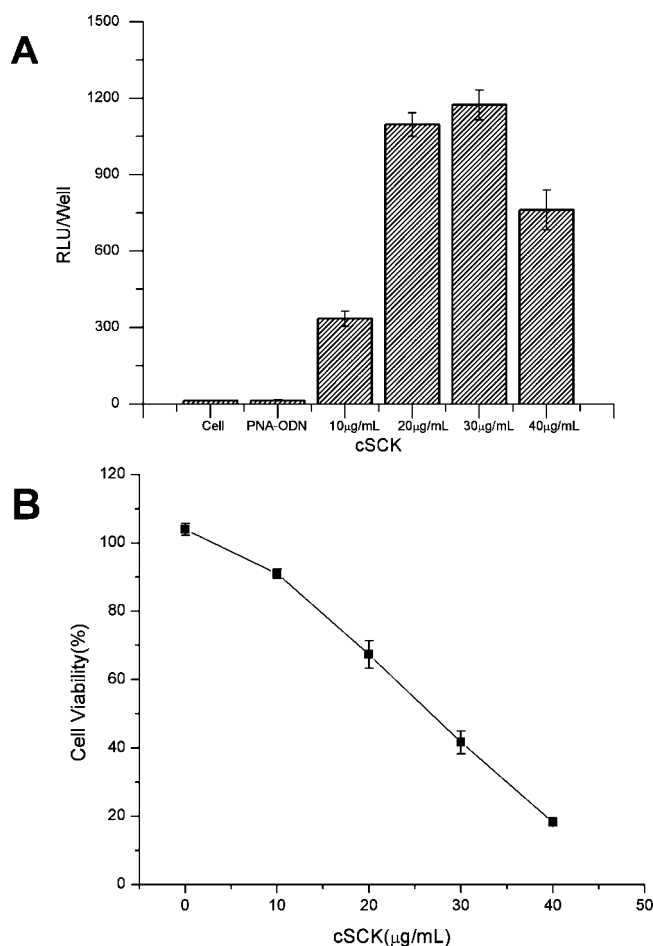 A
1500
1200
900
600
300
0
RLU/Well
Cell PNA-ODN 10μg/mL 20μg/mL 30μg/mL 40μg/mL
cSCK
B
120
100
80
60
40
20
0
Cell Viability(%)
0 10 20 30 40 50
cSCK(μg/mL)